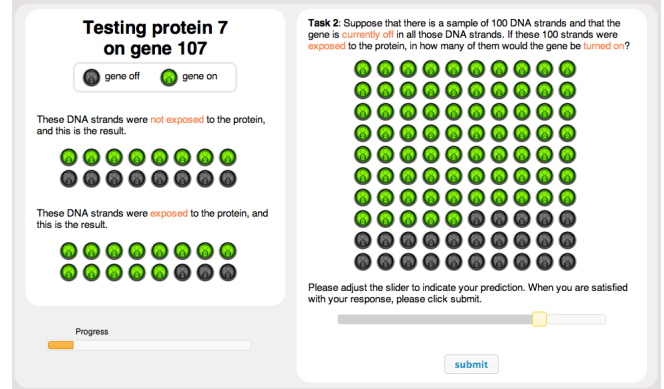 Testing protein 7
on gene 107
gene off
gene on
These DNA strands were not exposed to the protein,
and this is the result.
These DNA strands were exposed to the protein, and
this is the result.
Progress
Task 2: Suppose that there is a sample of 100 DNA strands and that the
gene is currently off in all those DNA strands. If these 100 strands were
exposed to the protein, in how many of them would the gene be turned on?
Please adjust the slider to indicate your prediction. When you are satisfied
with your response, please click submit.
submit